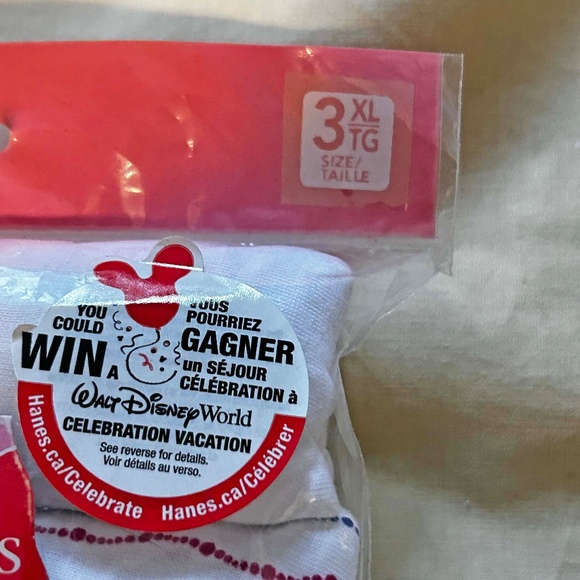 3 XL
TG
SIZE/
TAILLE
YOU
COULD
WIN
A
VOUS
POURRIEZ
GAGNER
un SÉJOUR
CÉLÉBRATION à
Walt Disney World
CELEBRATION VACATION
See reverse for details.
Voir détails au verso.
Hanes.ca/Celebrate
Hanes.ca/Célébrer